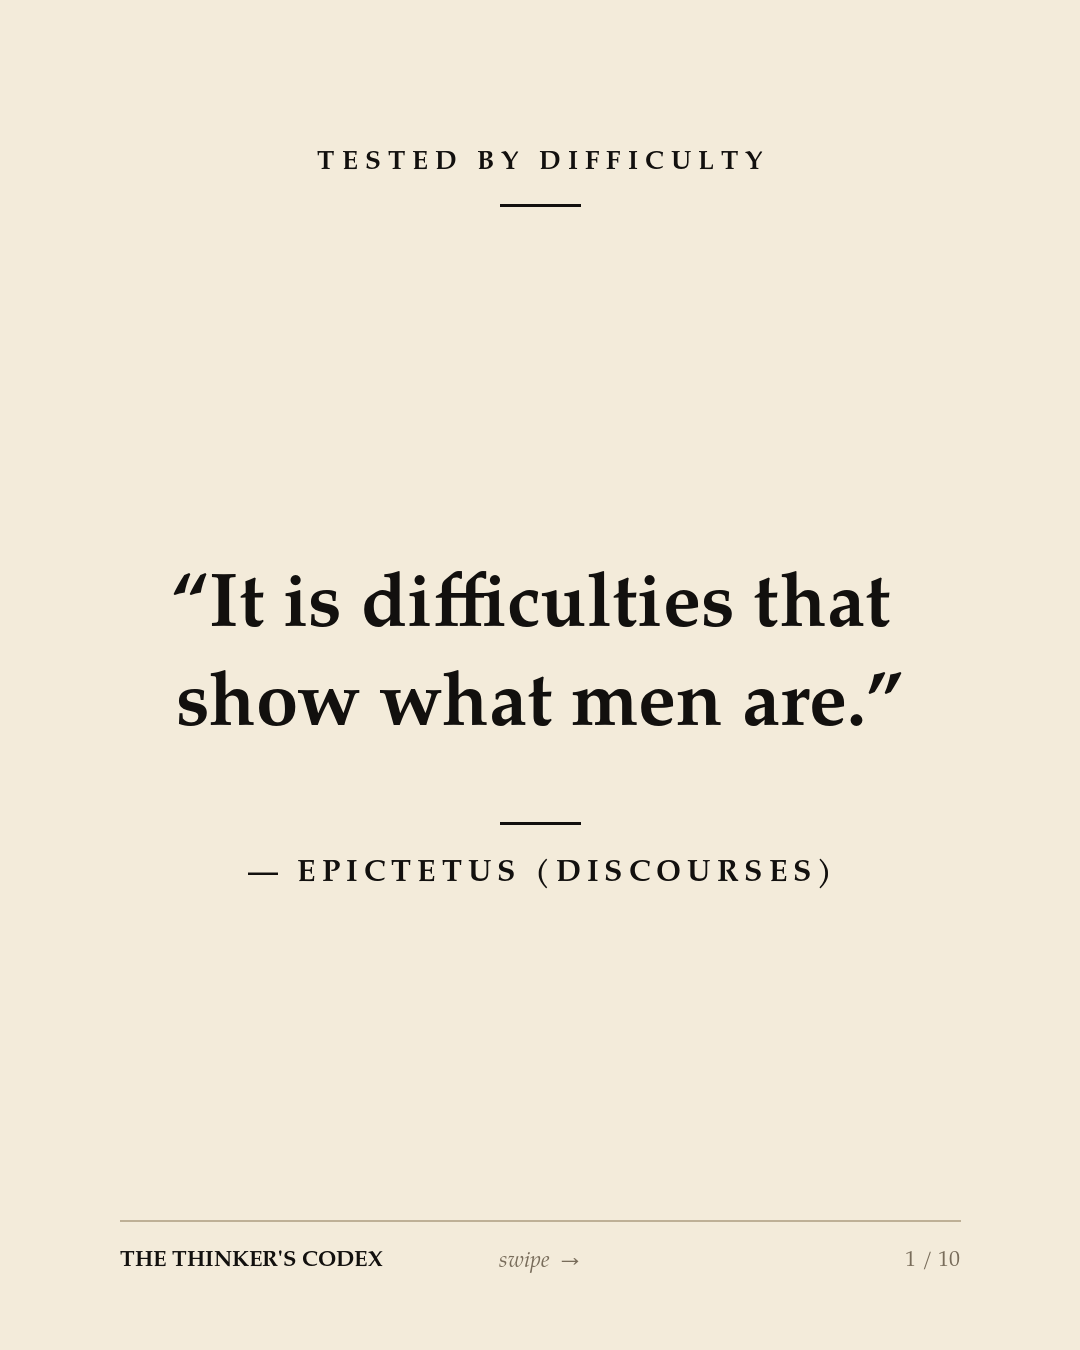 TESTED BY DIFFICULTY
“It is difficulties that
show what men are.”
— EPICTETUS (DISCOURSES)
THE THINKER'S CODEX
swipe →
1 / 10